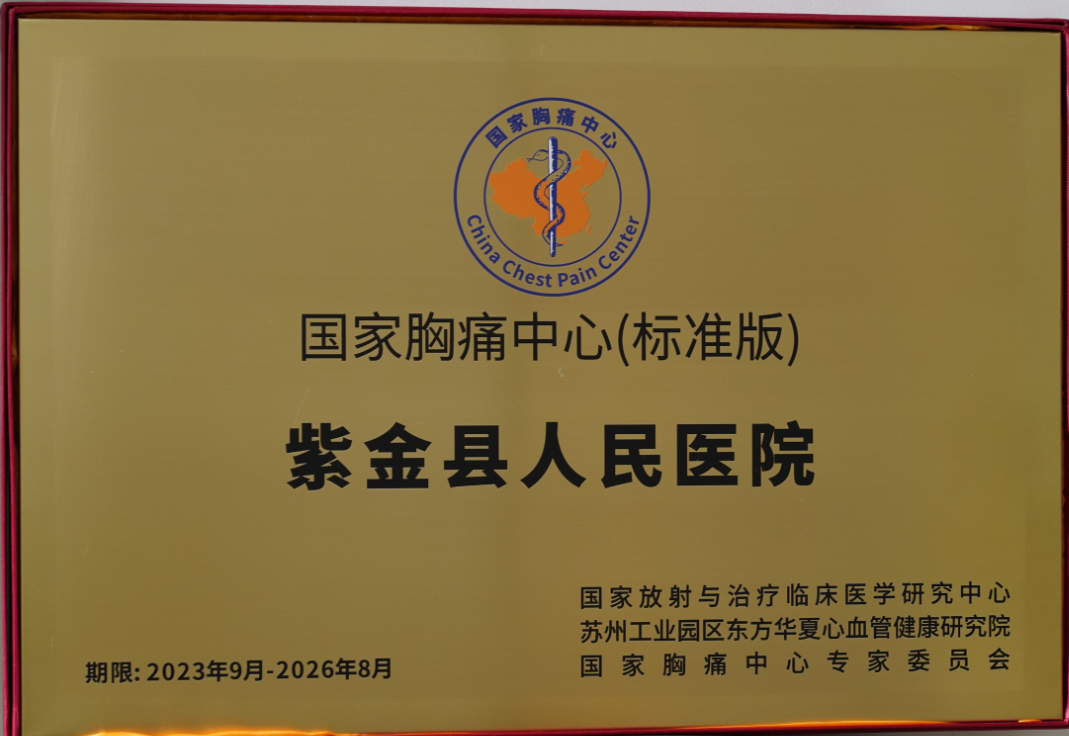 国家胸痛中心
China Chest Pain Center
国家胸痛中心(标准版)
紫金县人民医院
国家放射与治疗临床医学研究中心
苏州工业园区东方华夏心血管健康研究院
国家胸痛中心专家委员会
期限: 2023年9月-2026年8月